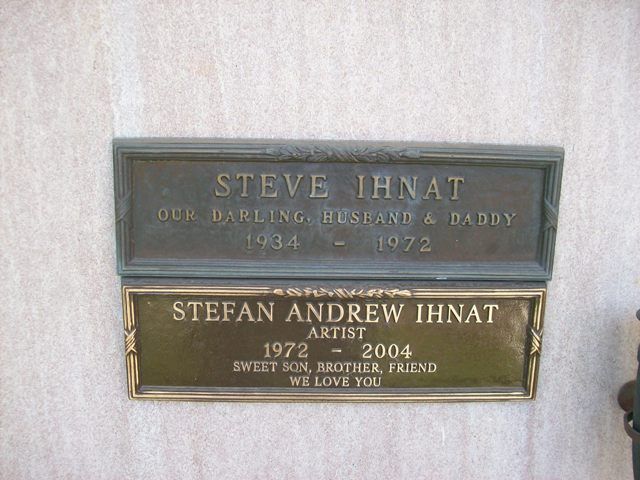 STEVE IHNAT
OUR DARLING, HUSBAND & DADDY
1934 - 1972
STEFAN ANDREW IHNAT
ARTIST
1972 - 2004
SWEET SON, BROTHER, FRIEND
WE LOVE YOU